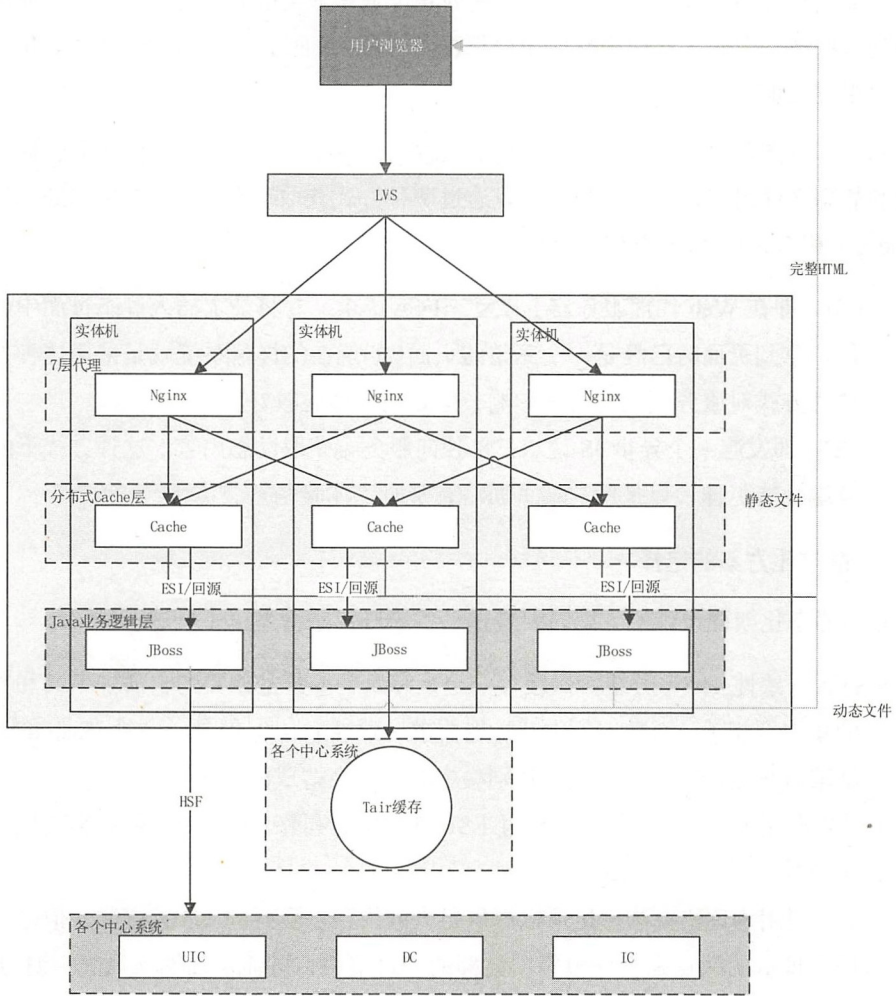 用户浏览器
LVS
完整HTML
实体机
实体机
实体机
7层代理
Nginx
Nginx
Nginx
分布式Cache层
静态文件
Cache
Cache
Cache
ESI/回源
ESI/回源
ESI/回源
Java业务逻辑层
JBoss
JBoss
JBoss
动态文件
各个中心系统
HSF
Tair缓存
各个中心系统
UIC
DC
IC